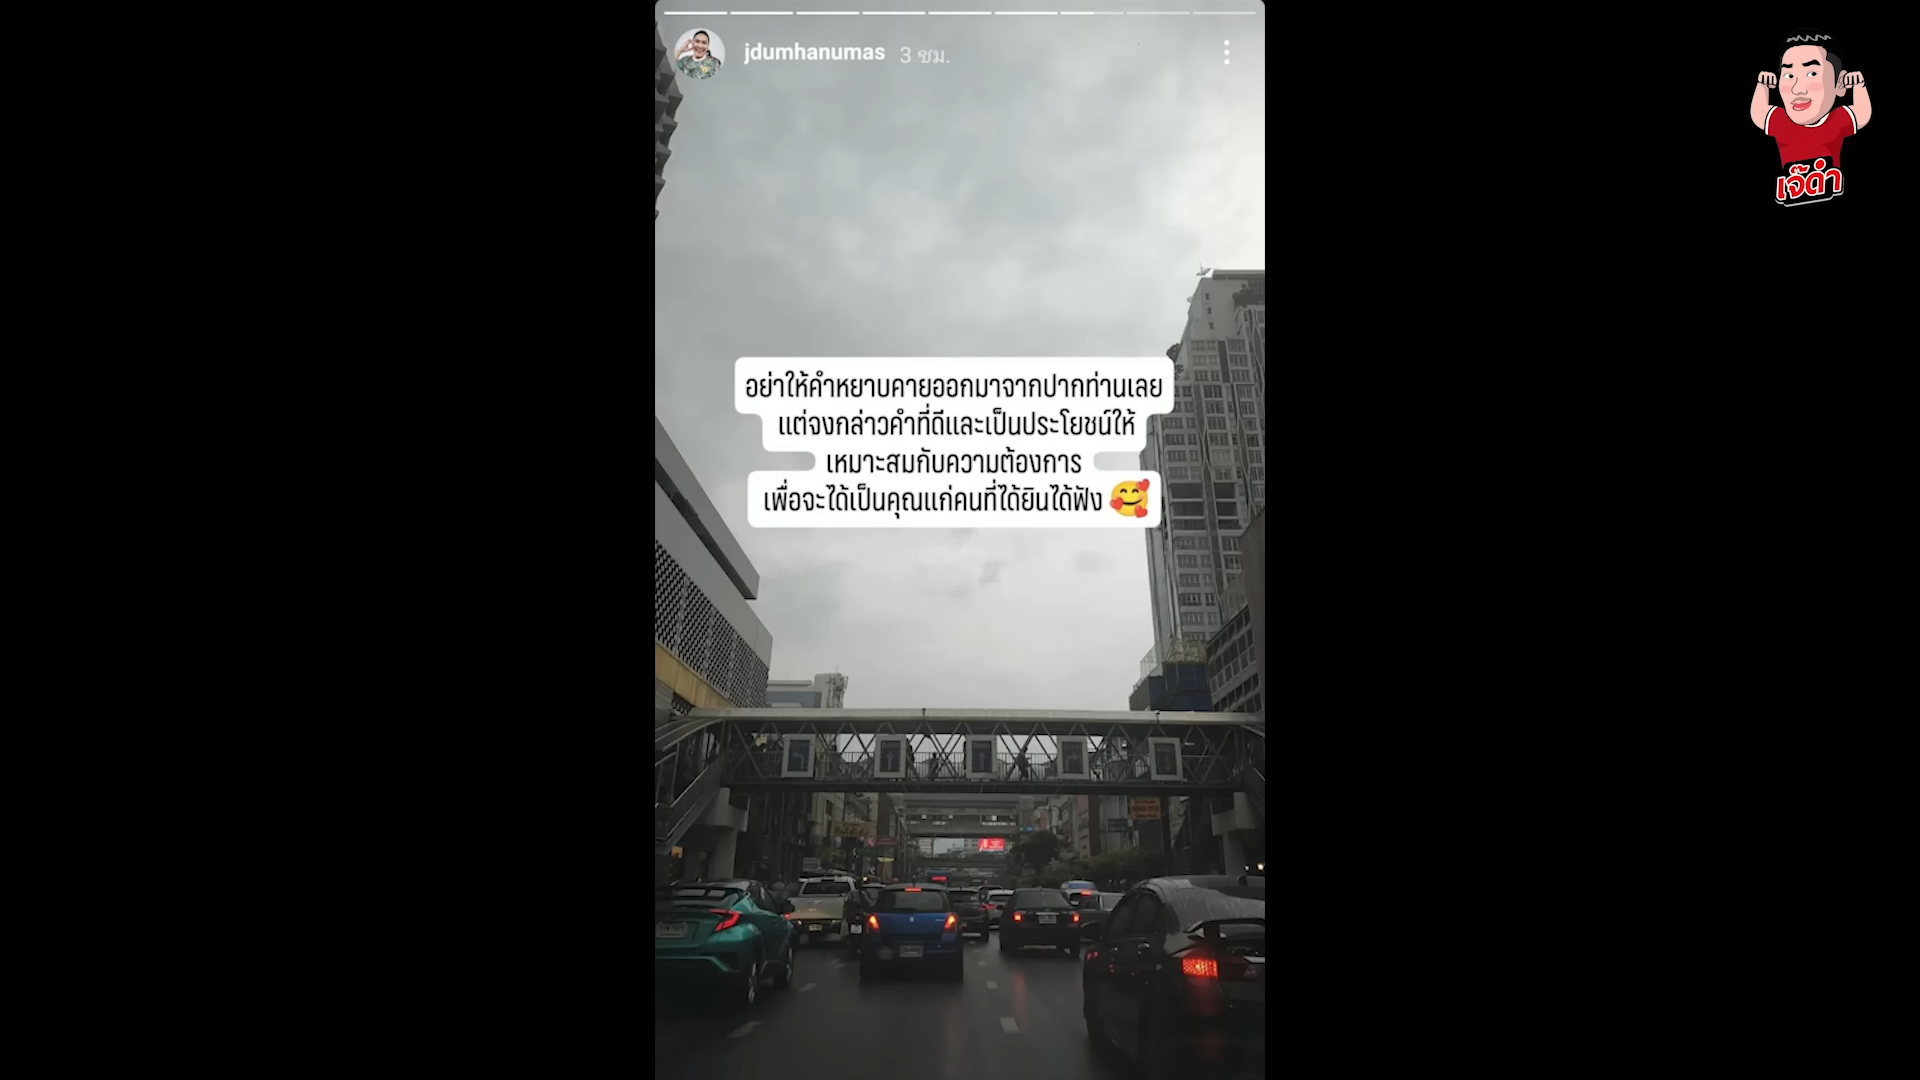 jdumhanumas 3 ชม.
เจ๊ดำ
อย่าให้คำหยาบคายออกมาจากปากท่านเลย
แต่จงกล่าวคำที่ดีและเป็นประโยชน์ให้
เหมาะสมกับความต้องการ
เพื่อจะได้เป็นคุณแก่คนที่ได้ยินได้ฟัง 🥰